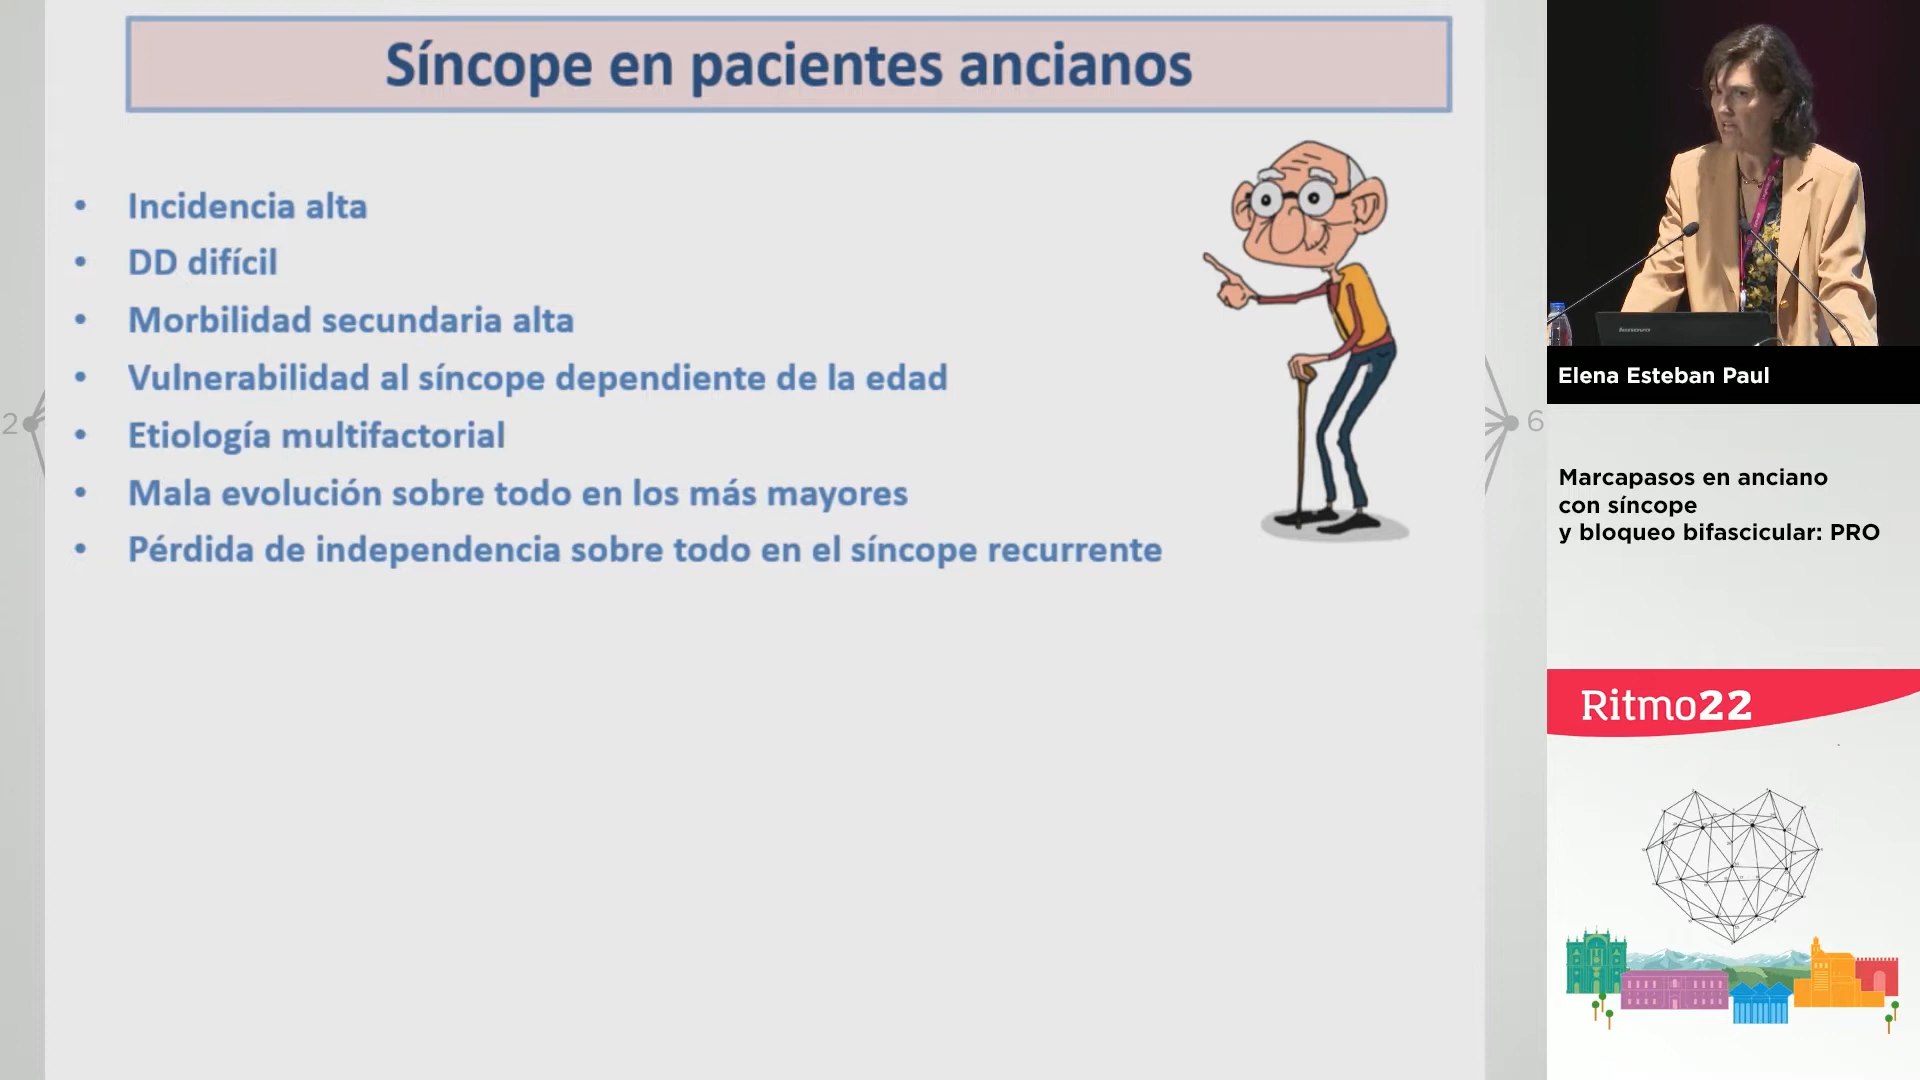 Síncope en pacientes ancianos
• Incidencia alta
• DD difícil
• Morbilidad secundaria alta
• Vulnerabilidad al síncope dependiente de la edad
• Etiología multifactorial
• Mala evolución sobre todo en los más mayores
• Pérdida de independencia sobre todo en el síncope recurrente
2
6
lenovo
Elena Esteban Paul
Marcapasos en anciano
con síncope
y bloqueo bifascicular: PRO
Ritmo22